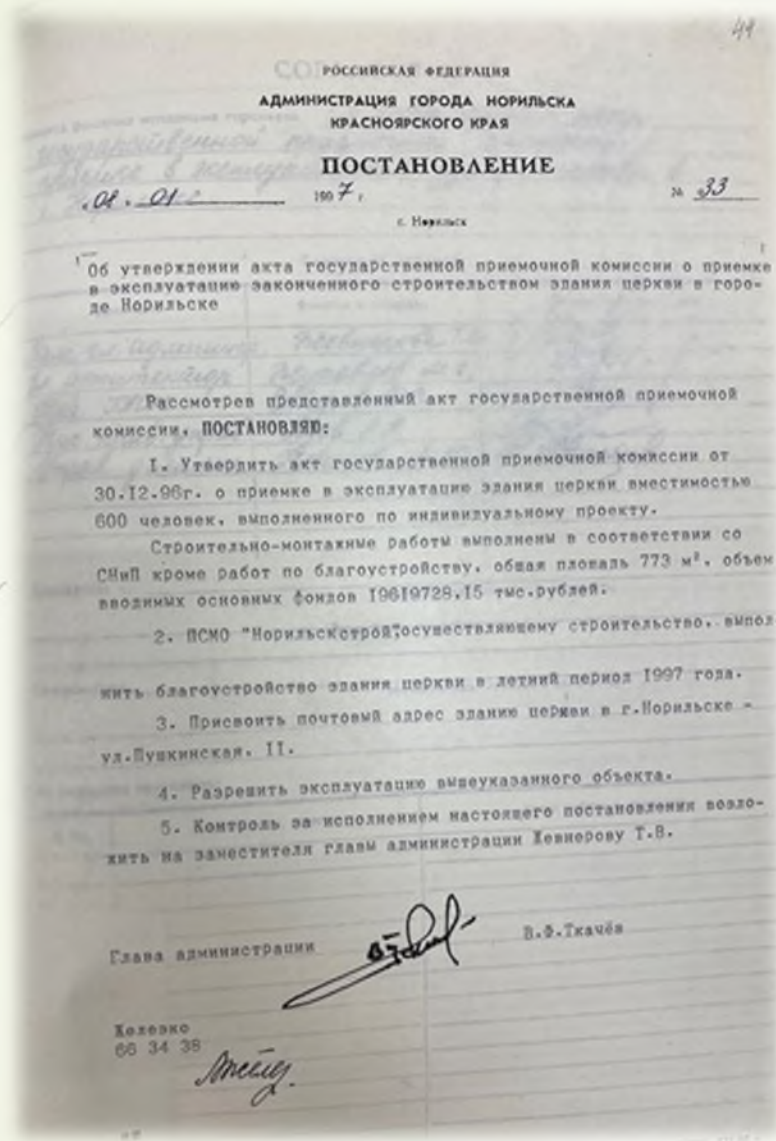 49
РОССИЙСКАЯ ФЕДЕРАЦИЯ
АДМИНИСТРАЦИЯ ГОРОДА НОРИЛЬСКА
КРАСНОЯРСКОГО КРАЯ
ПОСТАНОВЛЕНИЕ
01. 01 1997 г. № 33
г. Норильск
Об утверждении акта государственной приемочной комиссии о приемке
в эксплуатацию законченного строительством здания церкви в горо-
де Норильске
Рассмотрев представленный акт государственной приемочной
комиссии, ПОСТАНОВЛЯЮ:
I. Утвердить акт государственной приемочной комиссии от
30.I2.96г. о приемке в эксплуатацию здания церкви вместимостью
600 человек, выполненного по индивидуальному проекту.
Строительно-монтажные работы выполнены в соответствии со
СНиП кроме работ по благоустройству, общая площадь 773 м², объем
вводимых основных фондов I96I9728,I5 тыс.рублей.
2. ПСМО "Норильскстрой", осуществляющему строительство, выпол
нить благоустройство здания церкви в летний период I997 года.
3. Присвоить почтовый адрес зданию церкви в г.Норильске -
ул.Пушкинская, II.
4. Разрешить эксплуатацию вышеуказанного объекта.
5. Контроль за исполнением настоящего постановления возло-
жить на заместителя главы администрации Жевнерову Т.В.
Глава администрации В.Ф.Ткачёв
Железко
66 34 38